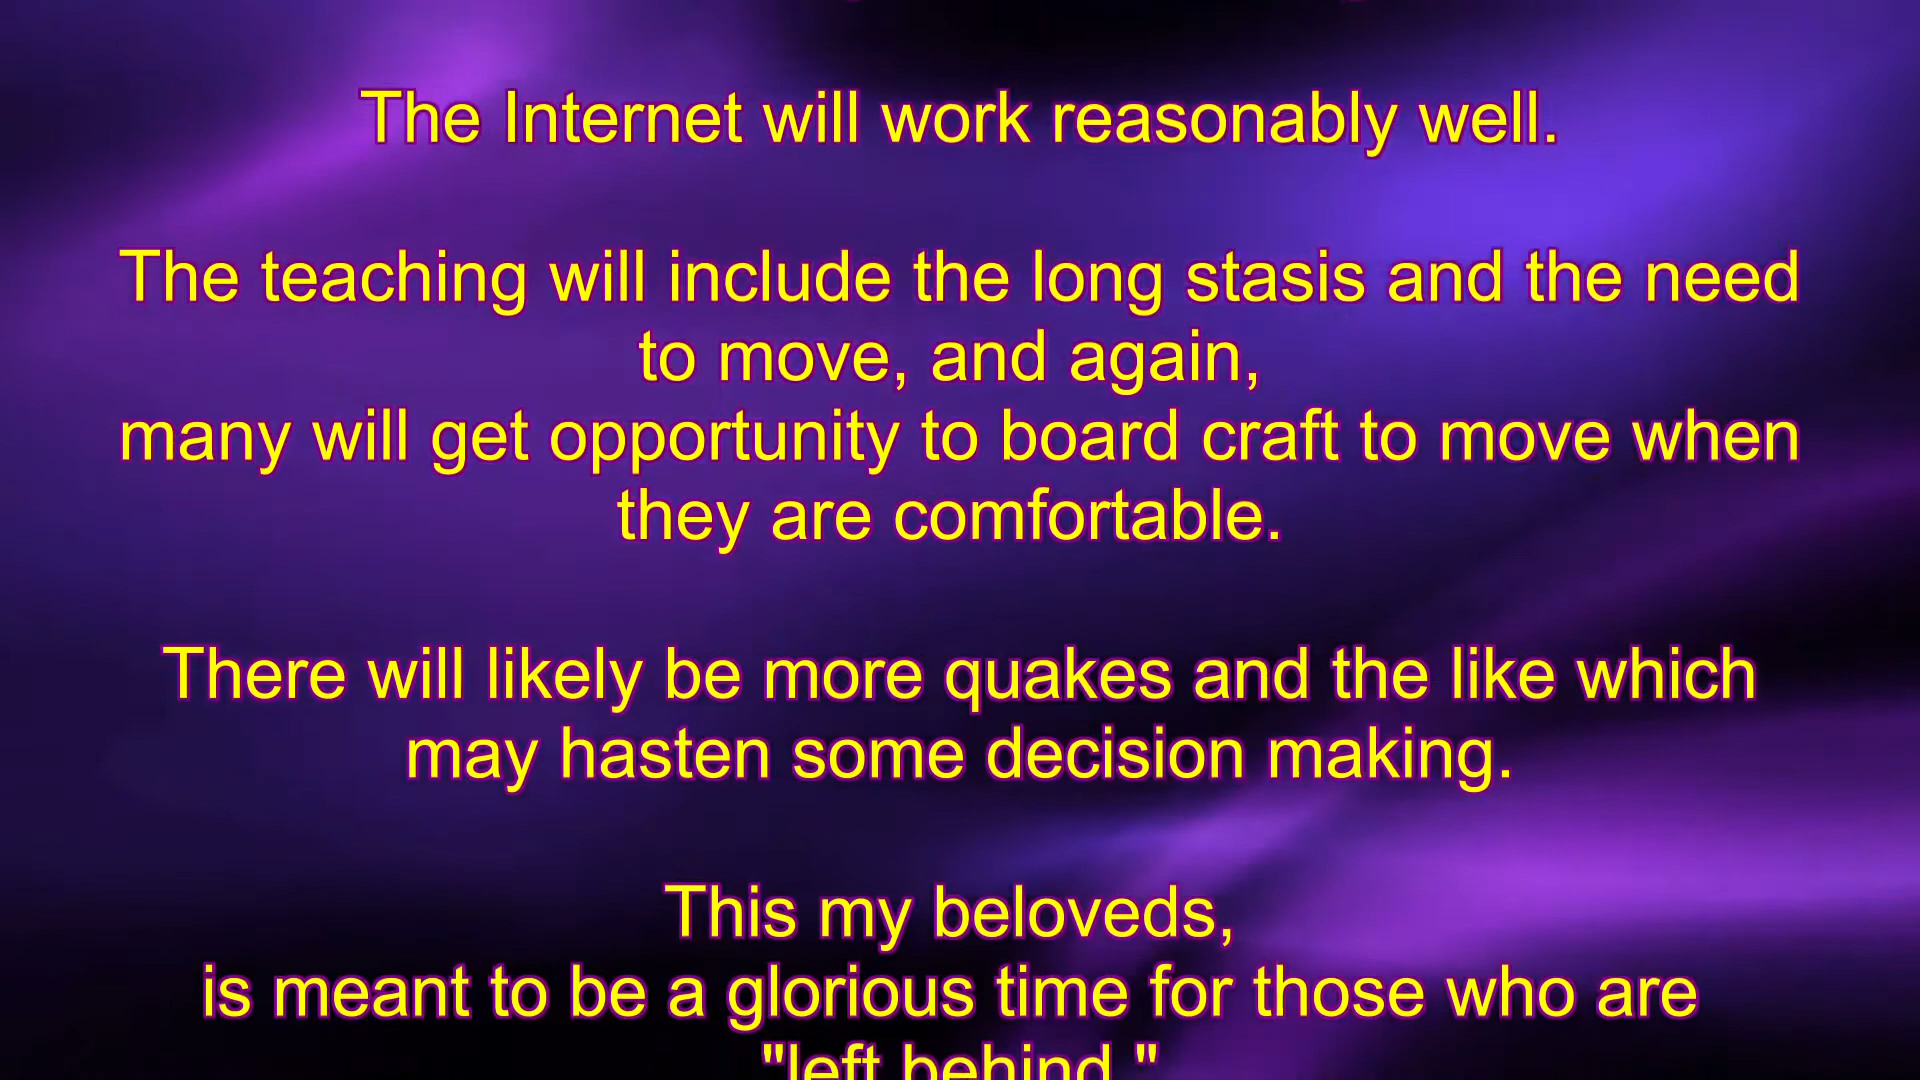 The Internet will work reasonably well.
The teaching will include the long stasis and the need
to move, and again,
many will get opportunity to board craft to move when
they are comfortable.
There will likely be more quakes and the like which
may hasten some decision making.
This my beloveds,
is meant to be a glorious time for those who are
"left behind."